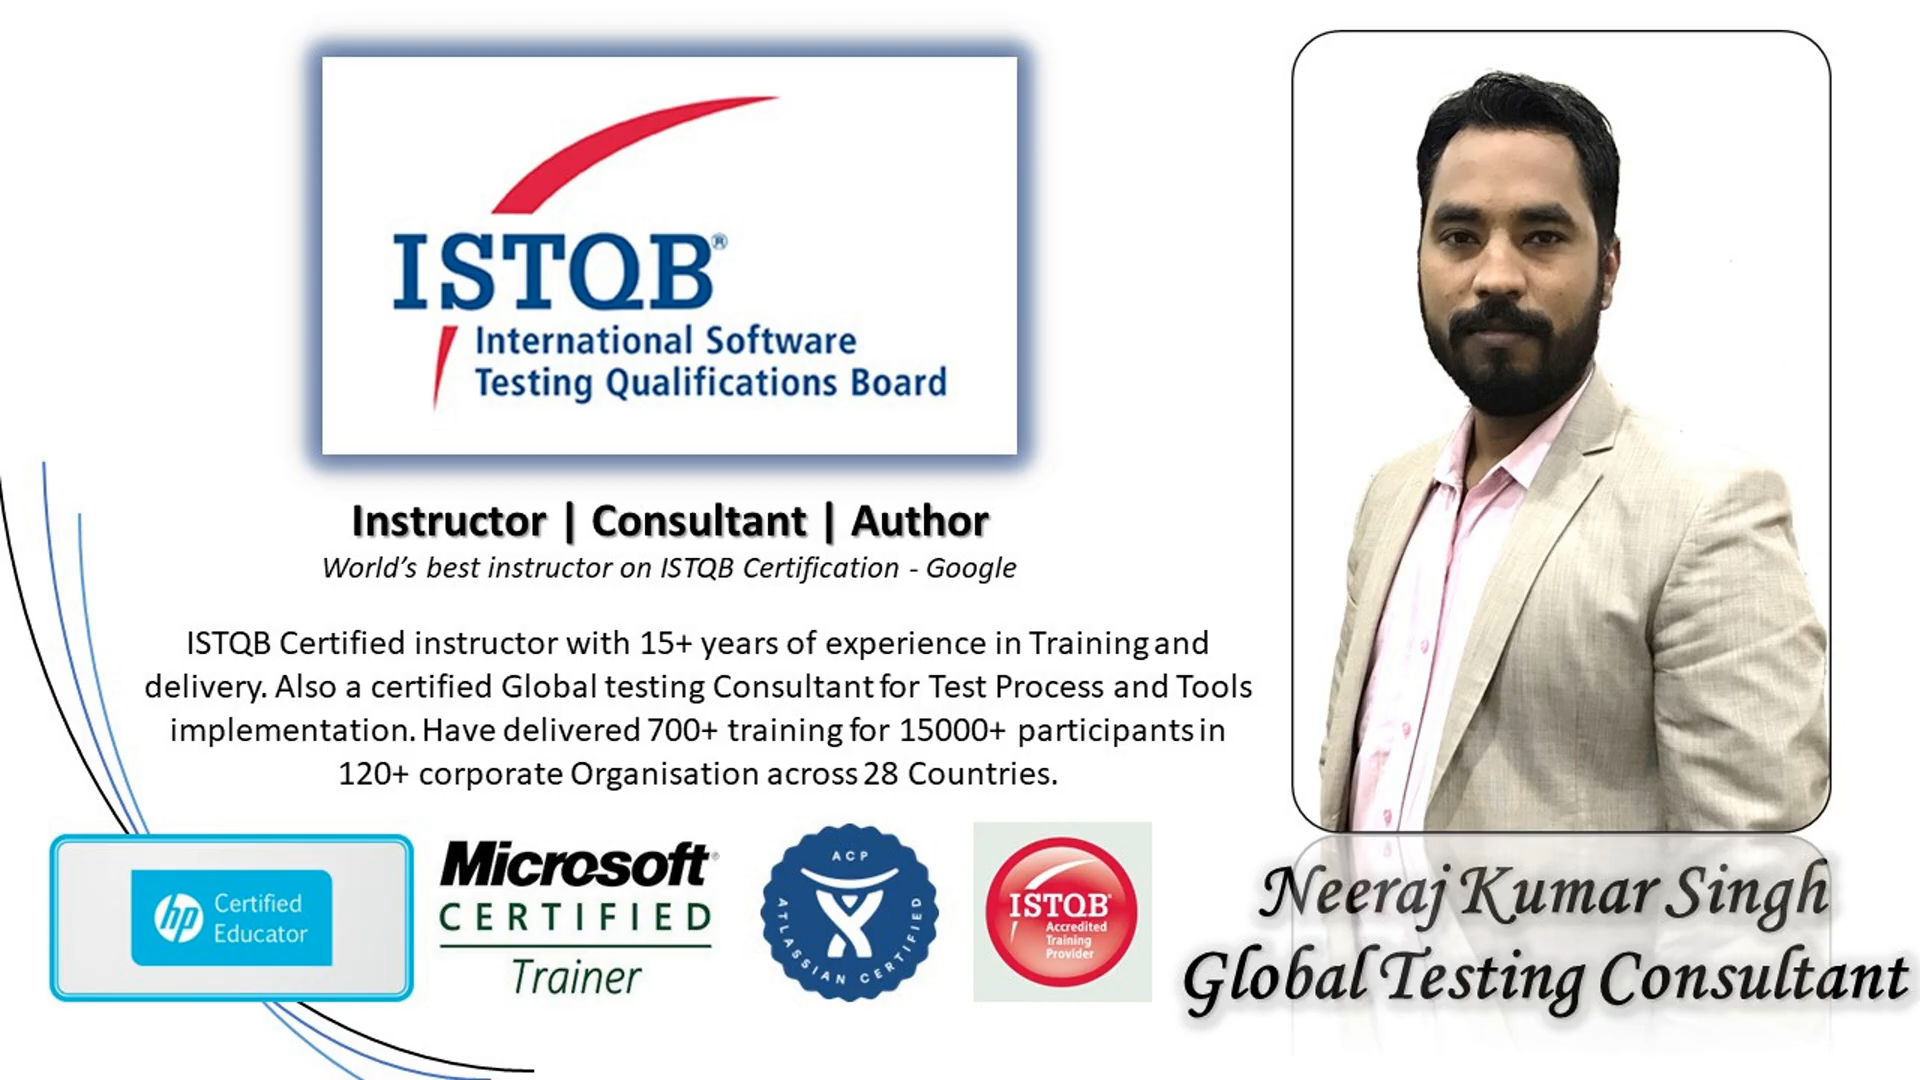 ISTQB®
International Software
Testing Qualifications Board
Instructor | Consultant | Author
World's best instructor on ISTQB Certification - Google
ISTQB Certified instructor with 15+ years of experience in Training and
delivery. Also a certified Global testing Consultant for Test Process and Tools
implementation. Have delivered 700+ training for 15000+ participants in
120+ corporate Organisation across 28 Countries.
hp Certified
Educator
Microsoft®
CERTIFIED
Trainer
ACP
ATLASSIAN CERTIFIED
ISTQB®
Accredited
Training
Provider
Neeraj Kumar Singh
Global Testing Consultant